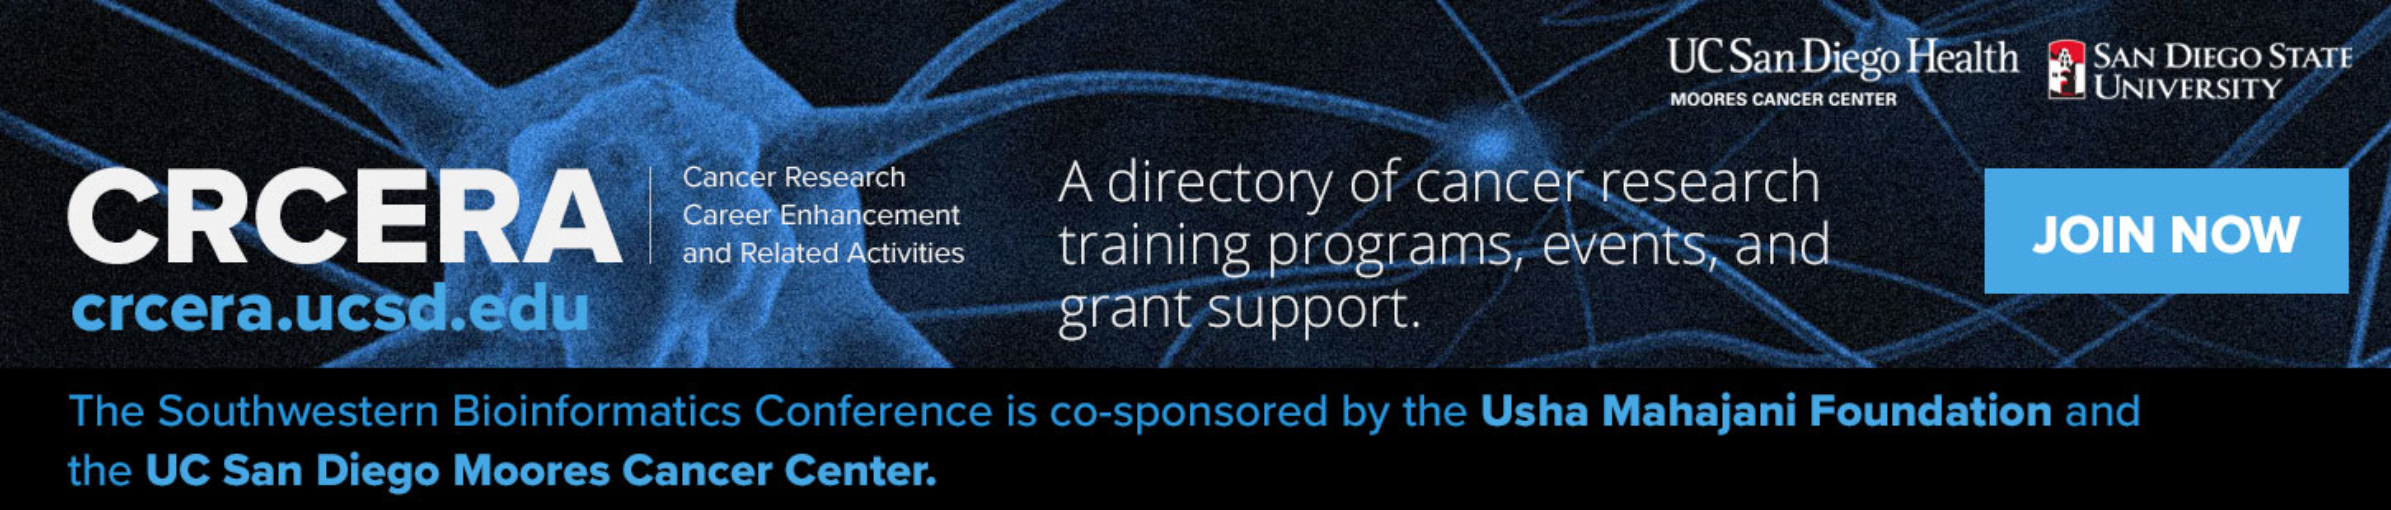 UC San Diego Health
MOORES CANCER CENTER
SAN DIEGO STATE
UNIVERSITY
CRCERA
crcera.ucsd.edu
Cancer Research
Career Enhancement
and Related Activities
A directory of cancer research
training programs, events, and
grant support.
JOIN NOW
The Southwestern Bioinformatics Conference is co-sponsored by the Usha Mahajani Foundation and
the UC San Diego Moores Cancer Center.